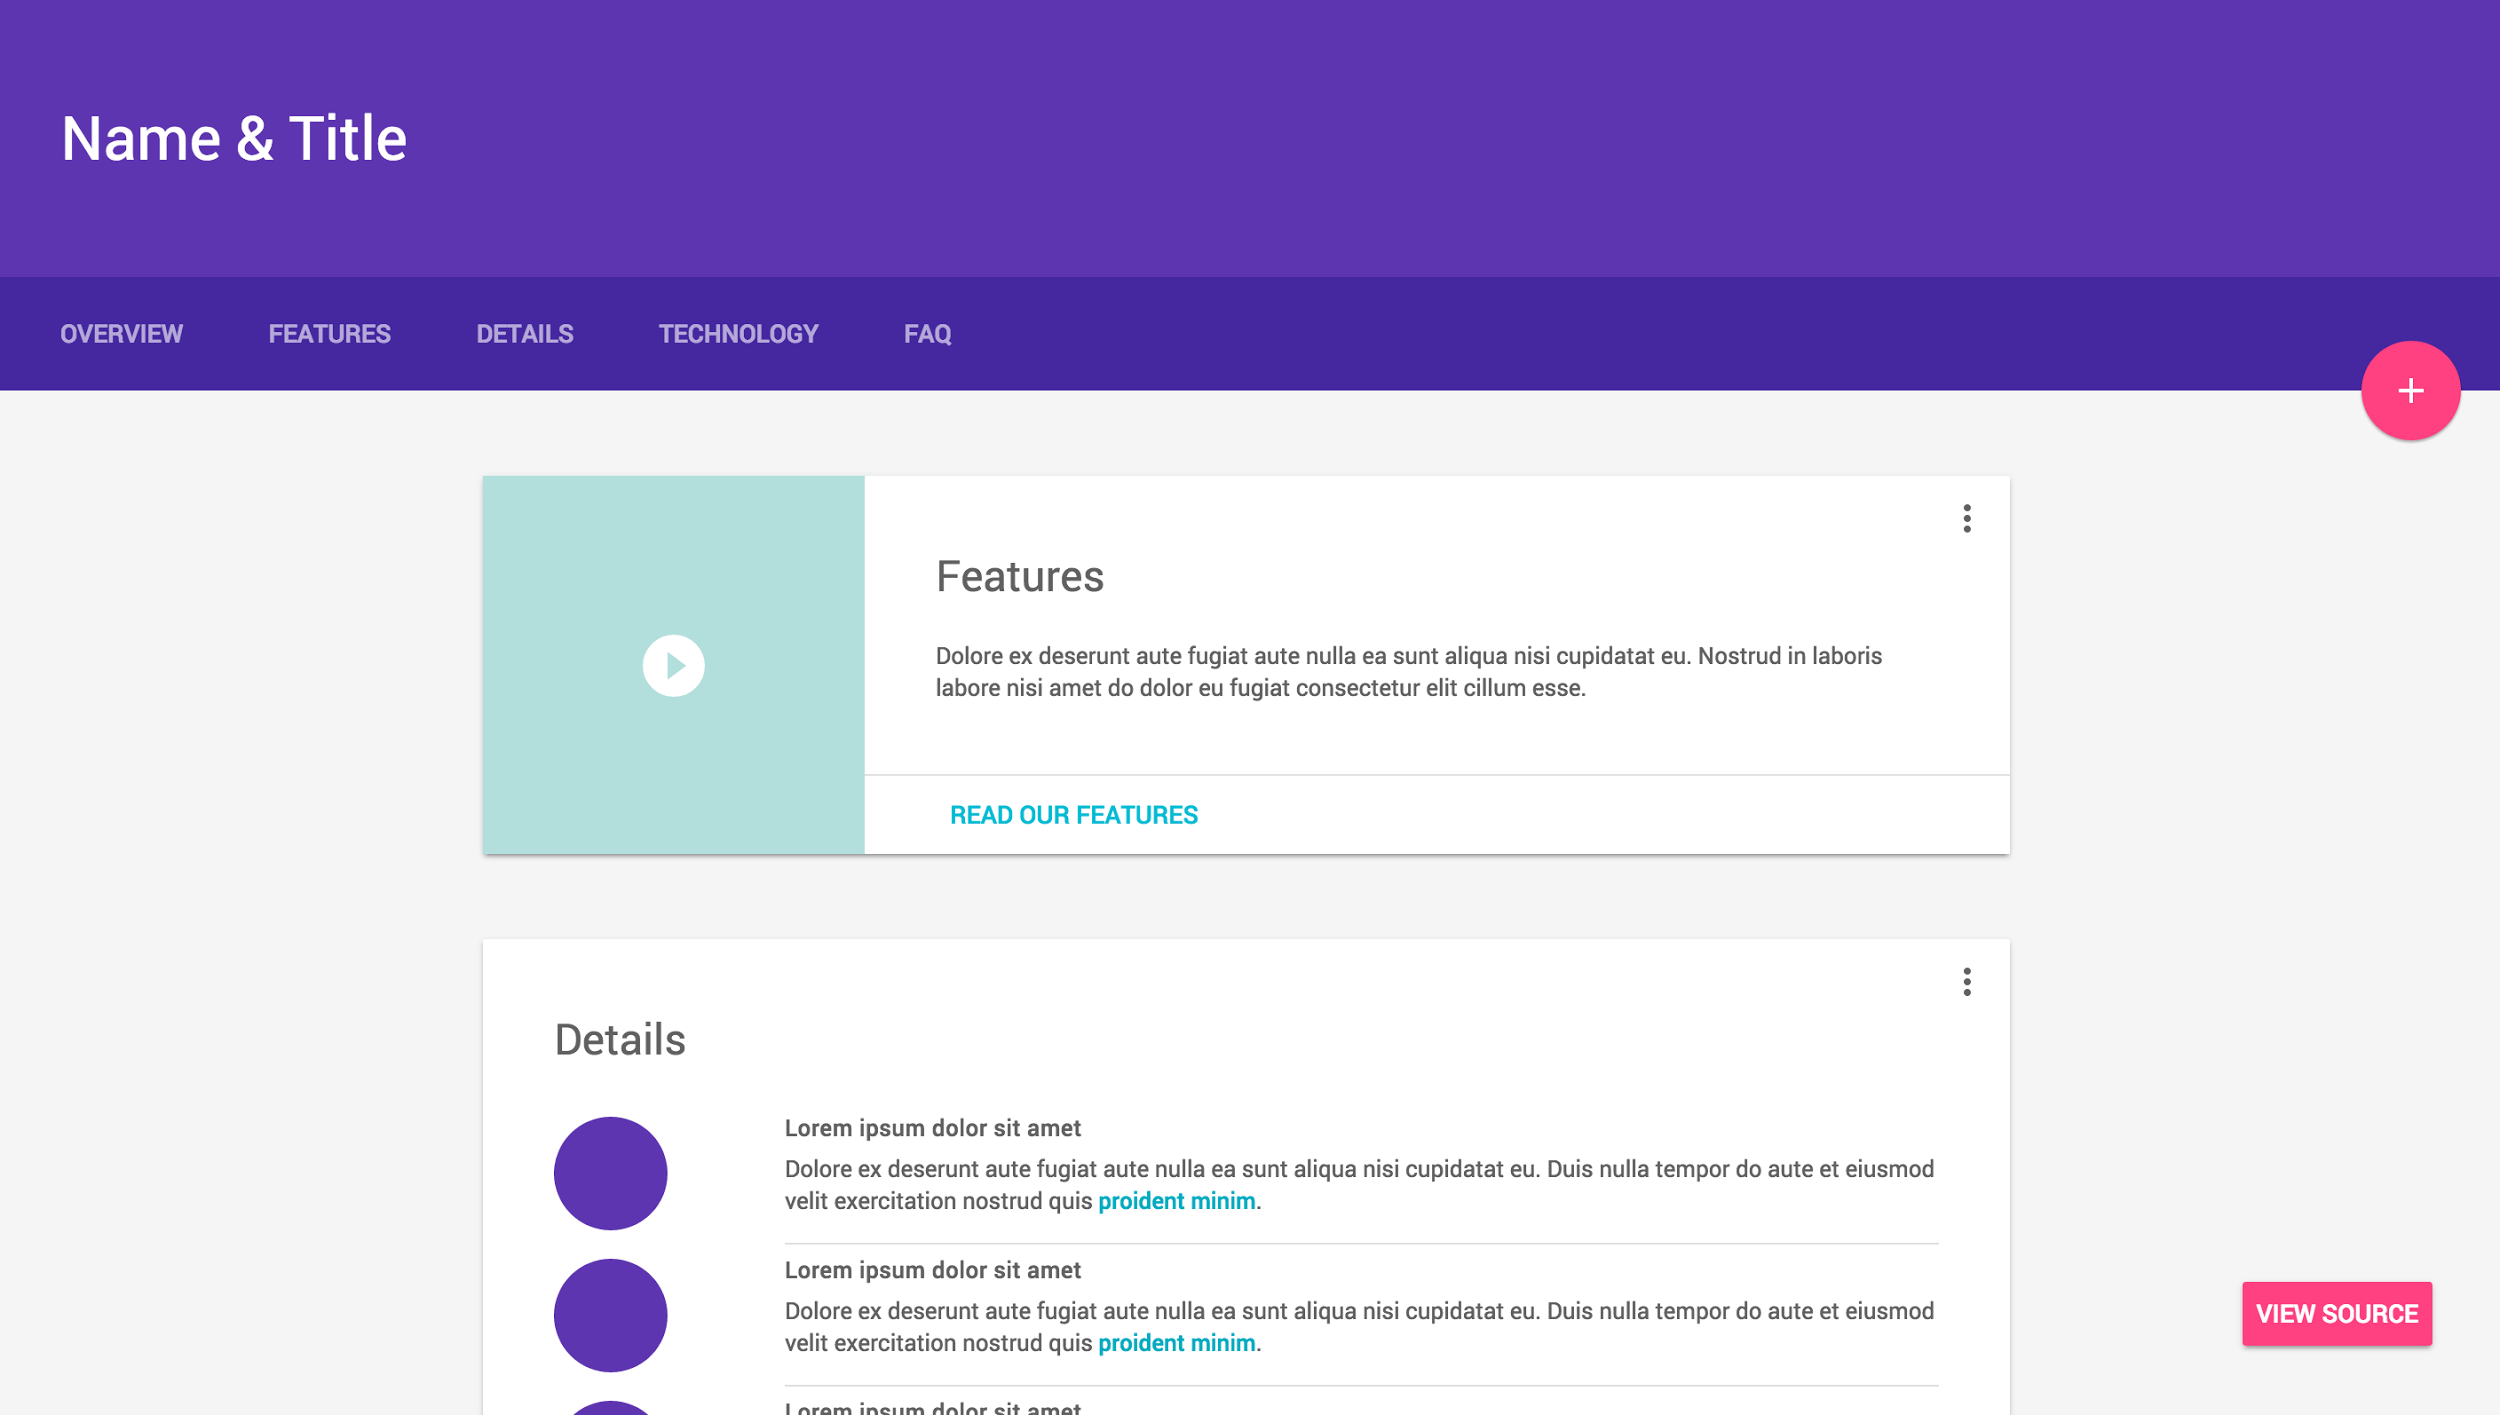 Name & Title
OVERVIEW
FEATURES
DETAILS
TECHNOLOGY
FAQ
Features
Dolore ex deserunt aute fugiat aute nulla ea sunt aliqua nisi cupidatat eu. Nostrud in laboris
labore nisi amet do dolor eu fugiat consectetur elit cillum esse.
READ OUR FEATURES
Details
Lorem ipsum dolor sit amet
Dolore ex deserunt aute fugiat aute nulla ea sunt aliqua nisi cupidatat eu. Duis nulla tempor do aute et eiusmod
velit exercitation nostrud quis proident minim.
Lorem ipsum dolor sit amet
Dolore ex deserunt aute fugiat aute nulla ea sunt aliqua nisi cupidatat eu. Duis nulla tempor do aute et eiusmod
velit exercitation nostrud quis proident minim.
VIEW SOURCE
Lorem ipsum dolor sit amet